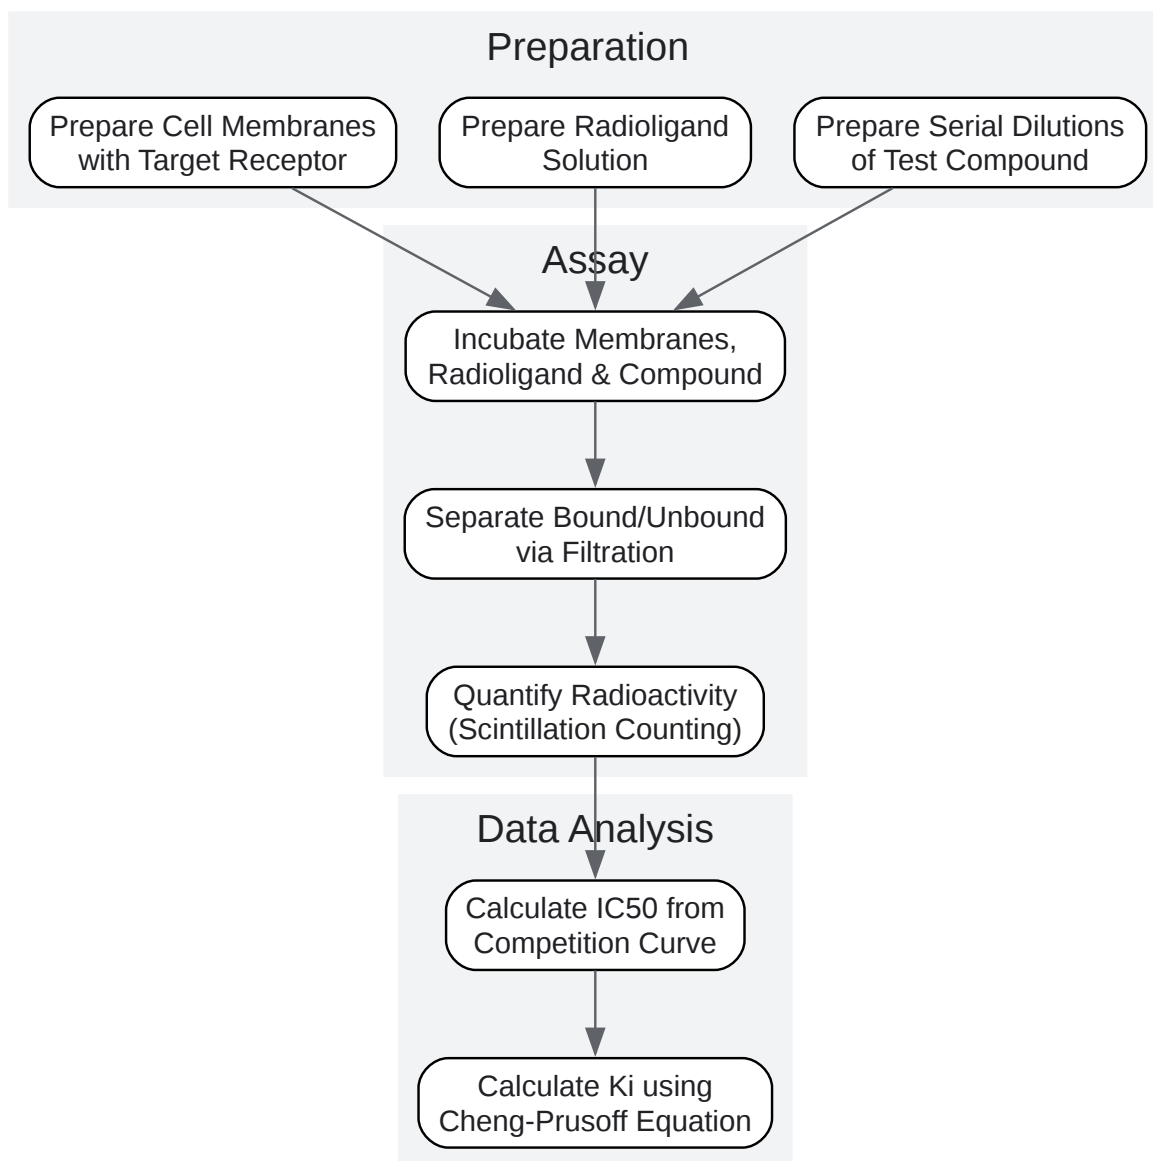 Preparation
Prepare Cell Membranes
with Target Receptor
Prepare Radioligand
Solution
Prepare Serial Dilutions
of Test Compound
Assay
Incubate Membranes,
Radioligand & Compound
Separate Bound/Unbound
via Filtration
Quantify Radioactivity
(Scintillation Counting)
Data Analysis
Calculate IC50 from
Competition Curve
Calculate Ki using
Cheng-Prusoff Equation